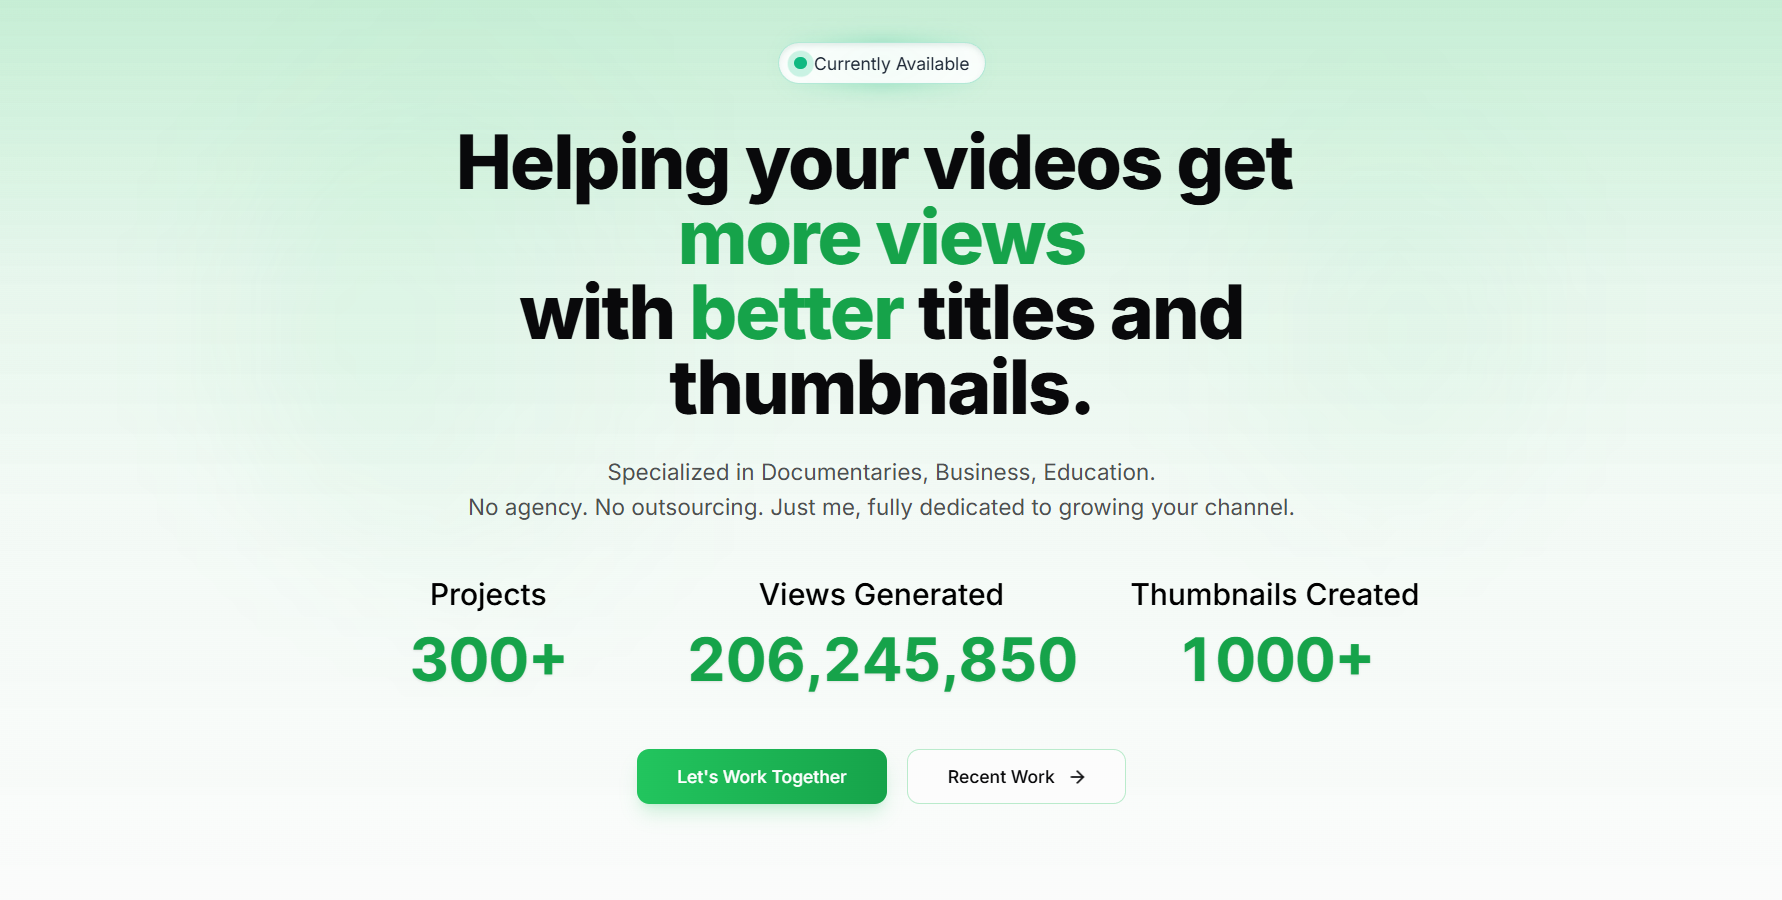 Currently Available
Helping your videos get
more views
with better titles and
thumbnails.
Specialized in Documentaries, Business, Education.
No agency. No outsourcing. Just me, fully dedicated to growing your channel.
Projects
300+
Views Generated
206,245,850
Thumbnails Created
1000+
Let's Work Together
Recent Work →